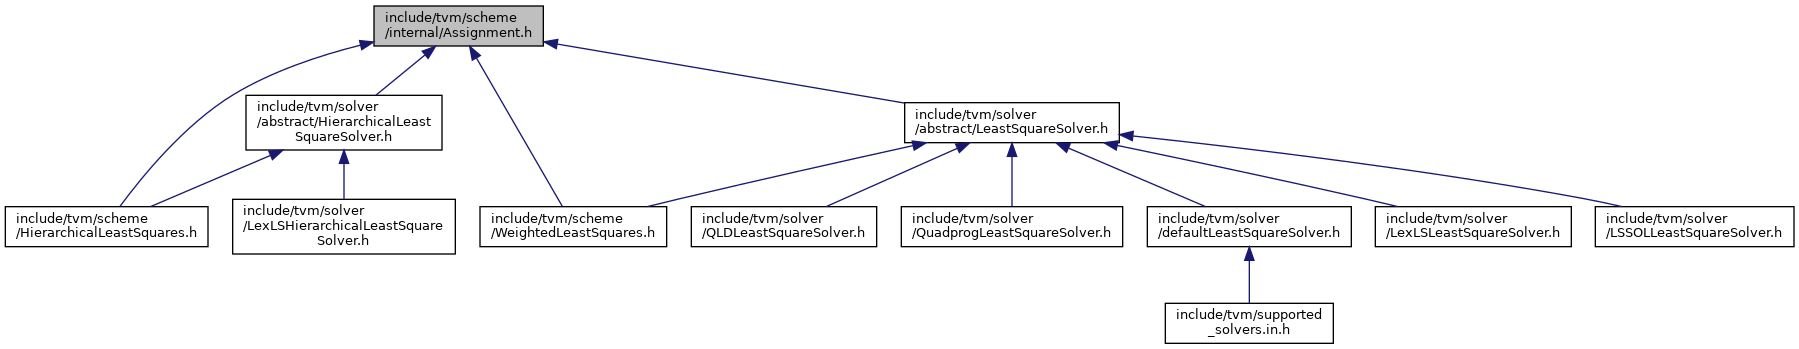 include/tvm/scheme
/internal/Assignment.h
include/tvm/solver
/abstract/HierarchicalLeast
SquareSolver.h
include/tvm/solver
/abstract/LeastSquareSolver.h
include/tvm/scheme
/HierarchicalLeastSquares.h
include/tvm/solver
/LexLSHierarchicalLeastSquare
Solver.h
include/tvm/scheme
/WeightedLeastSquares.h
include/tvm/solver
/QLDLeastSquareSolver.h
include/tvm/solver
/QuadprogLeastSquareSolver.h
include/tvm/solver
/defaultLeastSquareSolver.h
include/tvm/solver
/LexLSLeastSquareSolver.h
include/tvm/solver
/LSSOLLeastSquareSolver.h
include/tvm/supported
_solvers.in.h